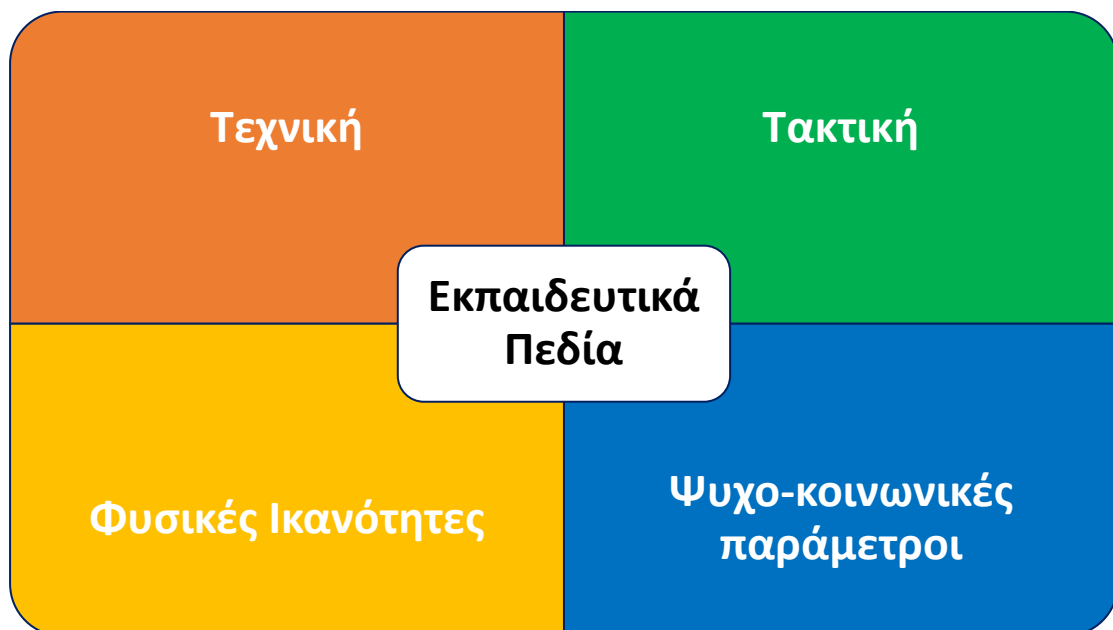 Τεχνική
Τακτική
Εκπαιδευτικά
Πεδία
Φυσικές Ικανότητες
Ψυχο-κοινωνικές
παράμετροι